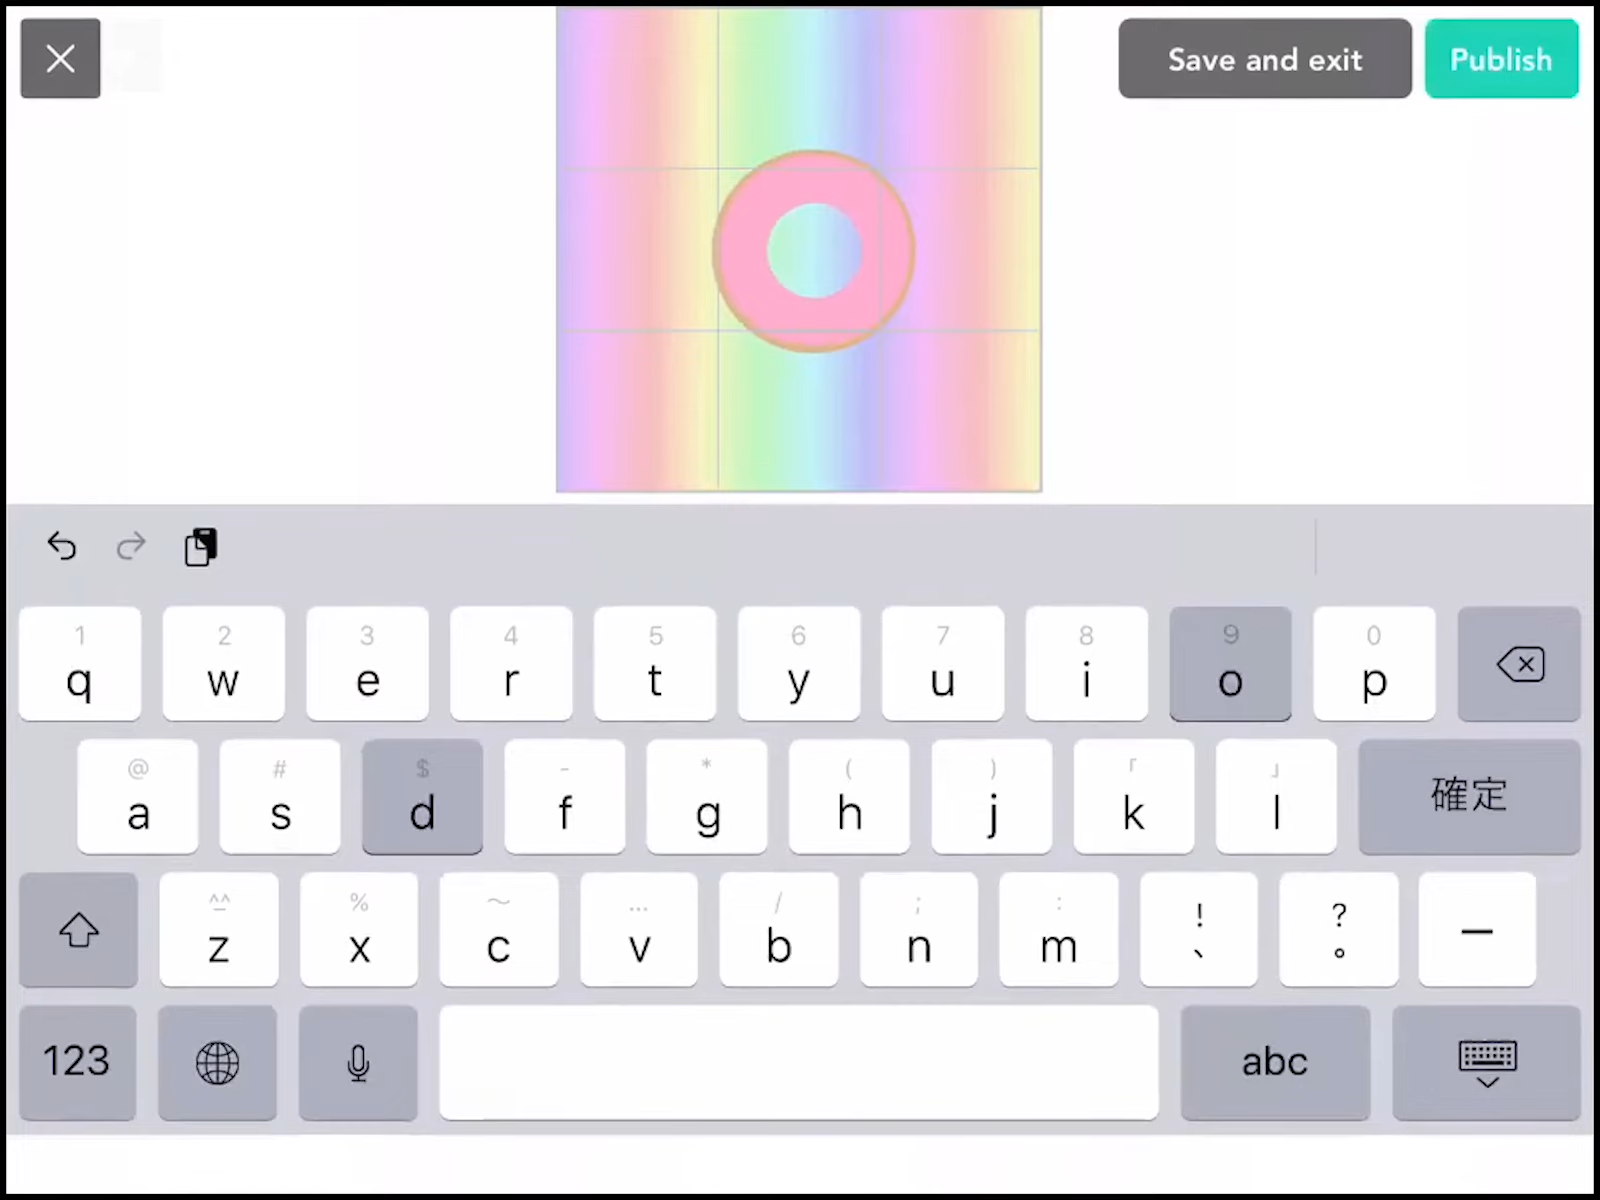 Save and exit
Publish
1 2 3 4 5 6 7 8 9 0
q w e r t y u i o p
@ # $ - * ( ) 「 」
a s d f g h j k l 確定
^^ % 〜 … / ; : ! ?
z x c v b n m 、 。 ー
123 abc